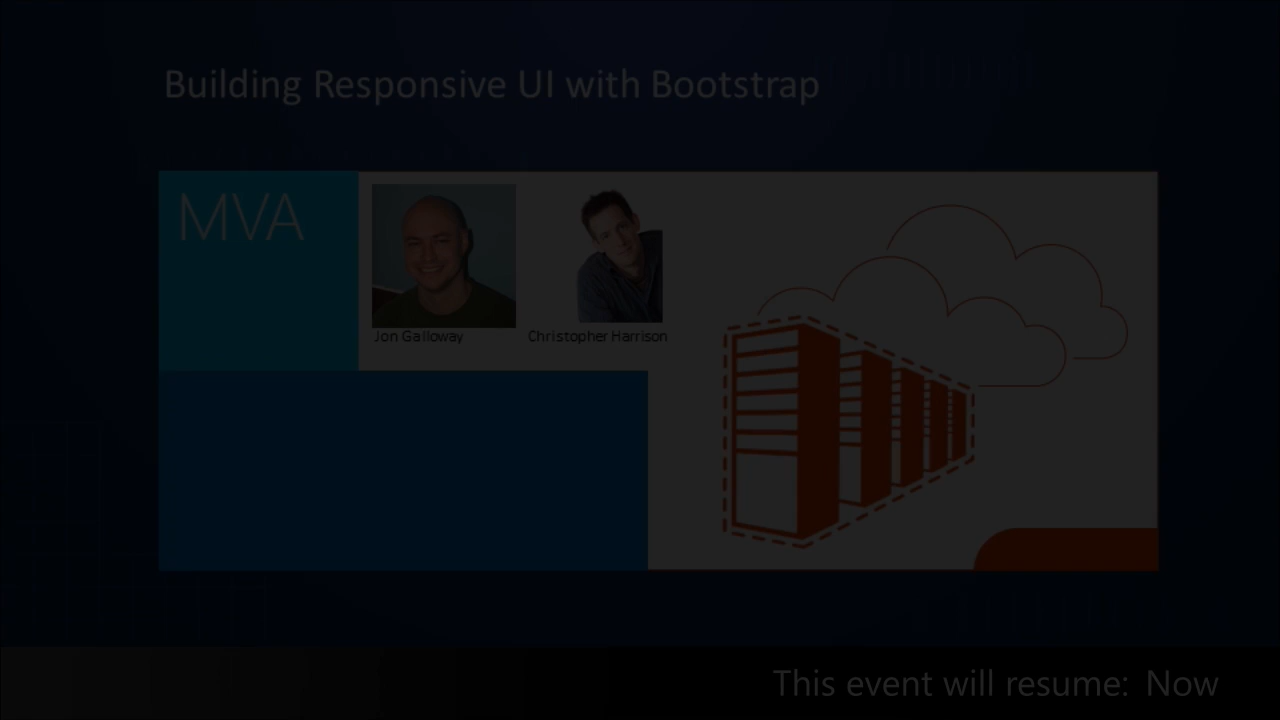 Building Responsive UI with Bootstrap
MVA
Jon Galloway
Christopher Harrison
This event will resume: Now